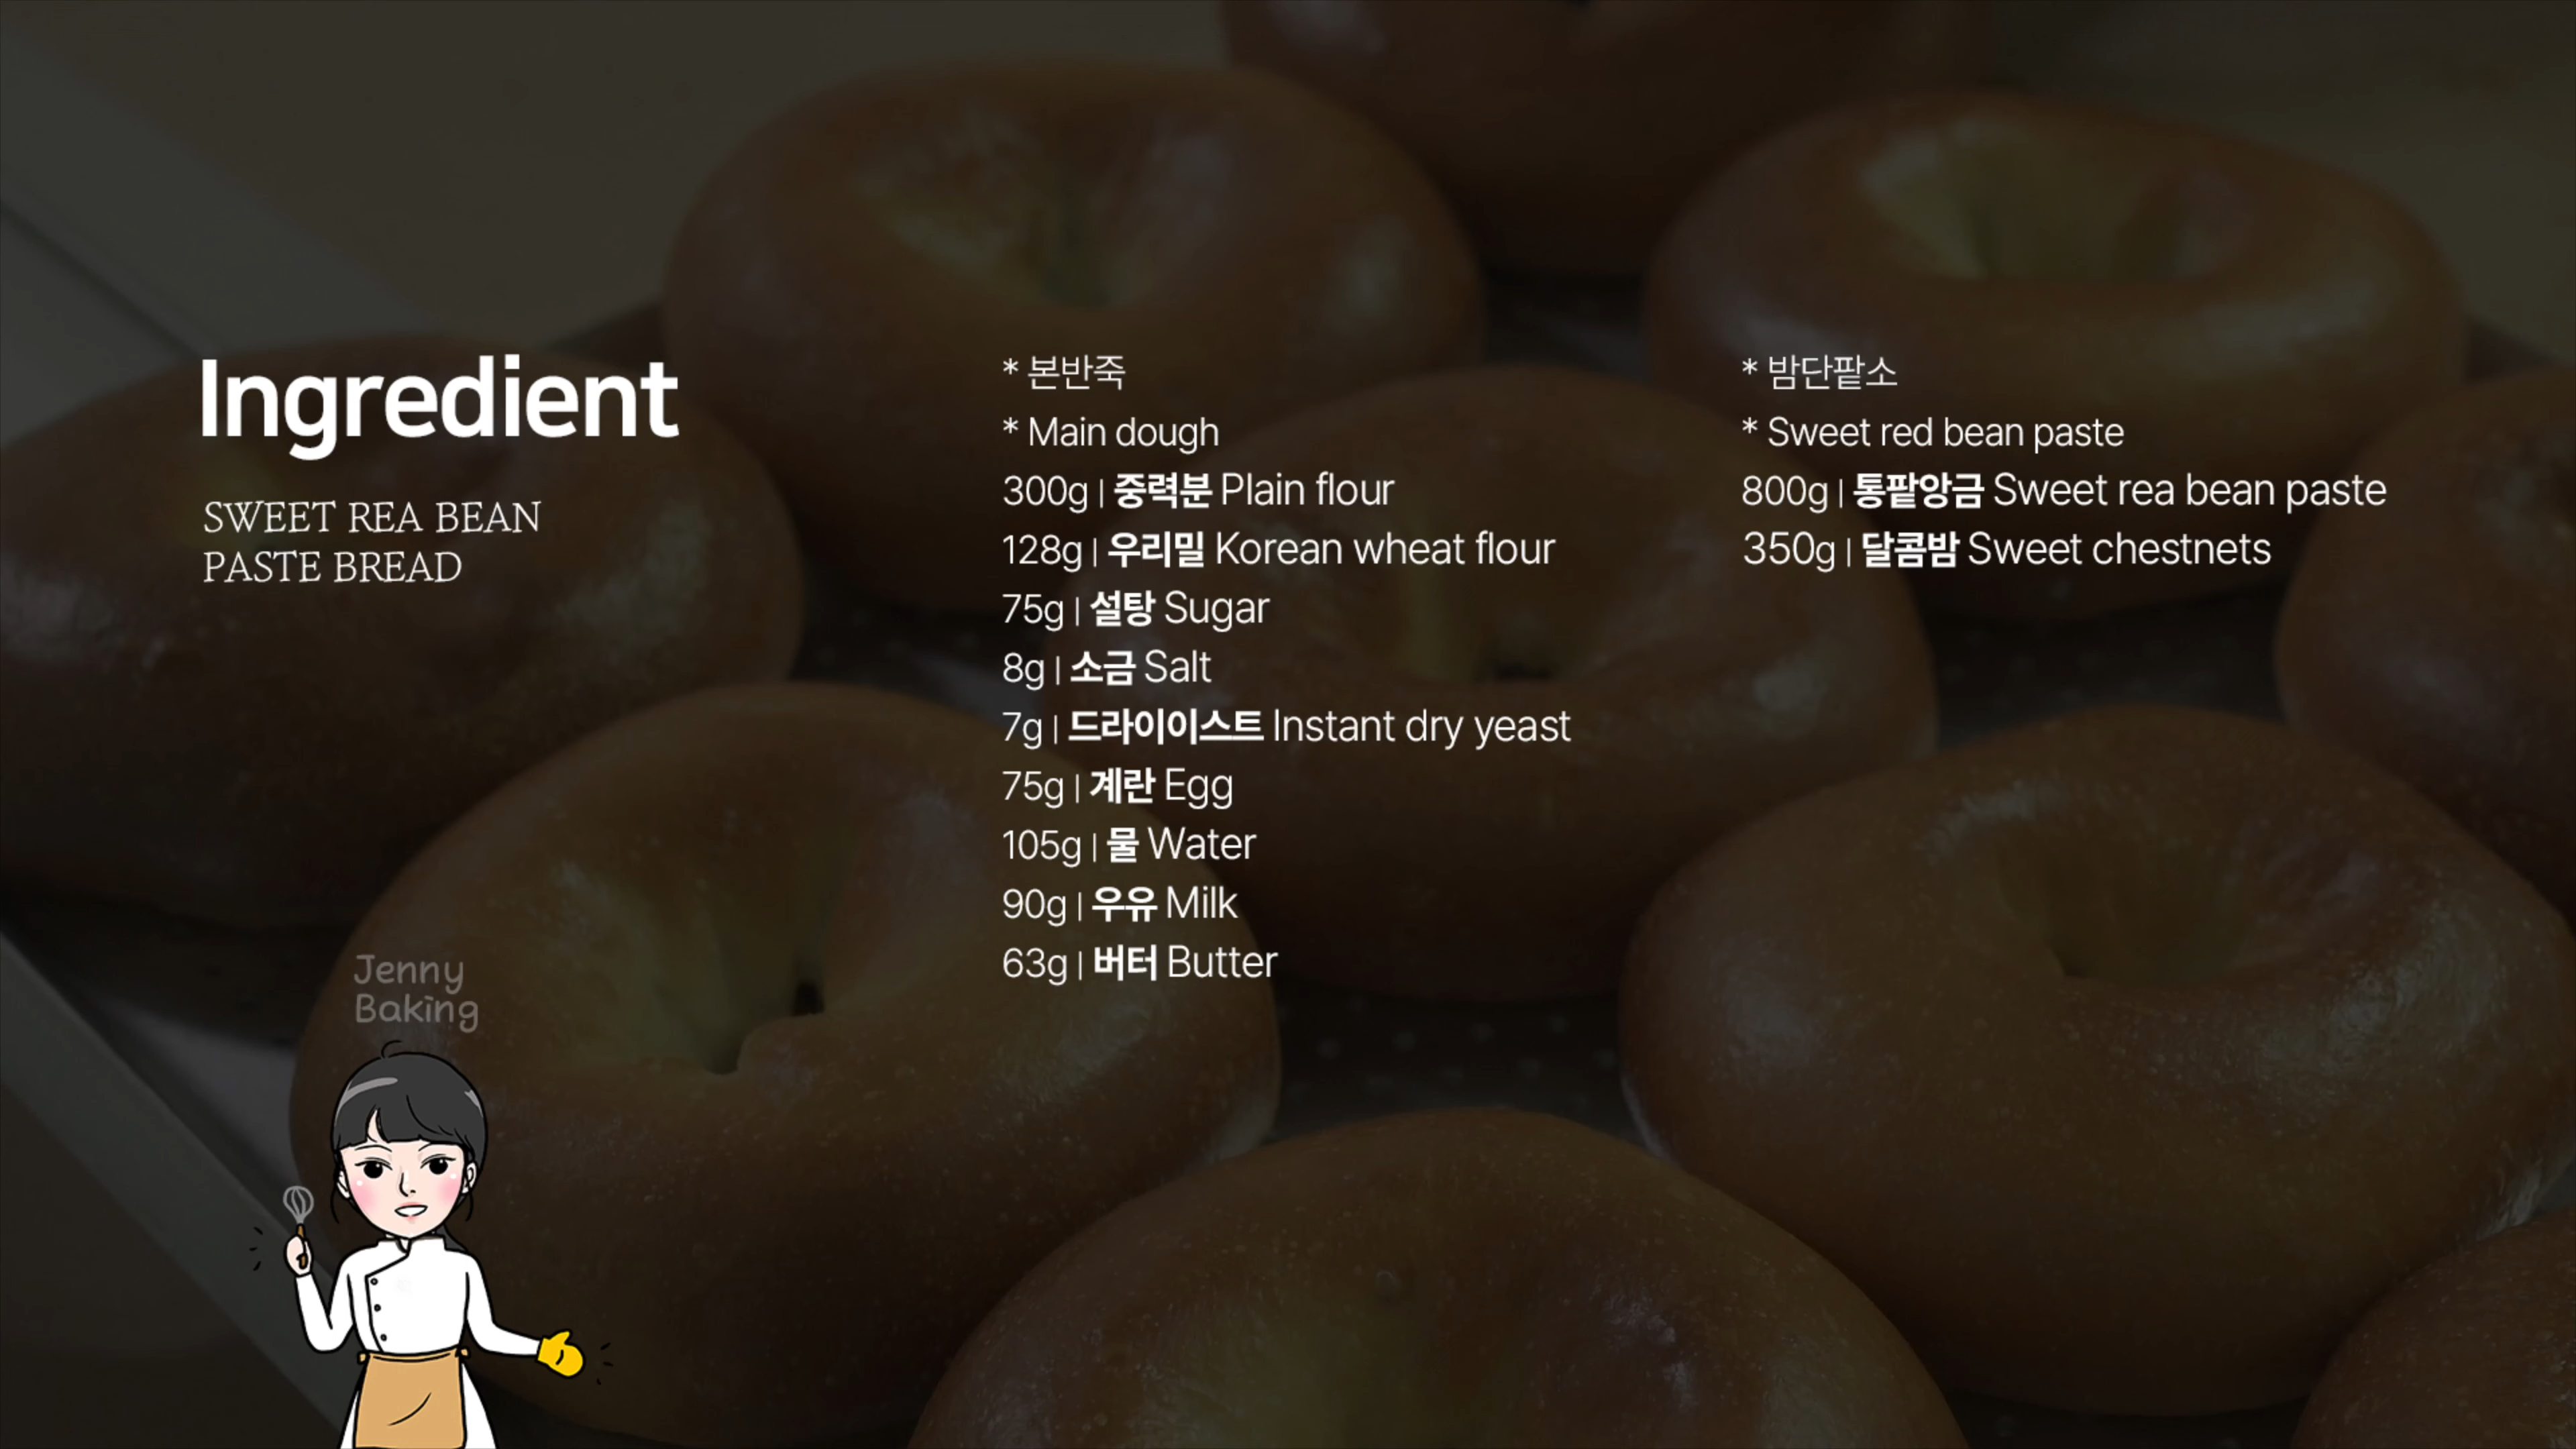 Ingredient
SWEET REA BEAN
PASTE BREAD
* 본반죽
* Main dough
300g | 중력분 Plain flour
128g | 우리밀 Korean wheat flour
75g | 설탕 Sugar
8g | 소금 Salt
7g | 드라이이스트 Instant dry yeast
75g | 계란 Egg
105g | 물 Water
90g | 우유 Milk
63g | 버터 Butter
* 밤단팥소
* Sweet red bean paste
800g | 통팥앙금 Sweet rea bean paste
350g | 달콤밤 Sweet chestnets
Jenny
Baking